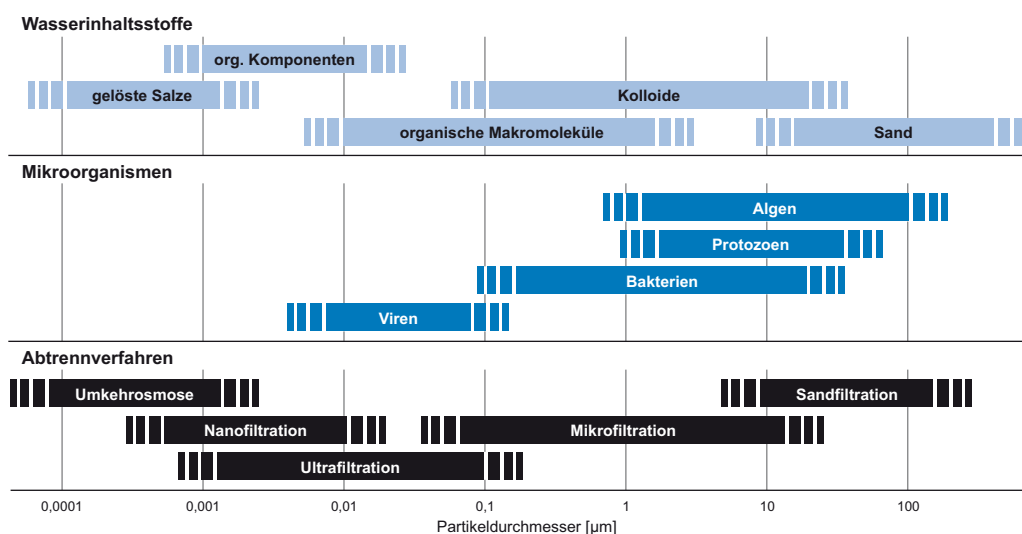 Wasserinhaltsstoffe
org. Komponenten
gelöste Salze
Kolloide
organische Makromoleküle
Sand
Mikroorganismen
Algen
Protozoen
Bakterien
Viren
Abtrennverfahren
Umkehrosmose
Sandfiltration
Nanofiltration
Mikrofiltration
Ultrafiltration
0,0001 0,001 0,01 0,1 1 10 100
Partikeldurchmesser [µm]